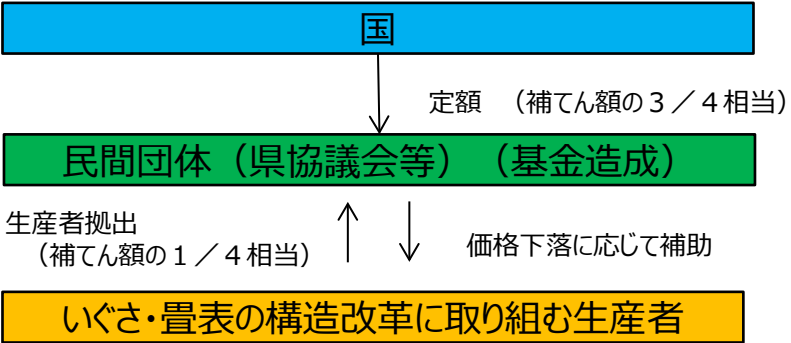 国
定額　（補てん額の３／４相当）
民間団体（県協議会等）（基金造成）
生産者拠出
（補てん額の１／４相当）
価格下落に応じて補助
いぐさ・畳表の構造改革に取り組む生産者